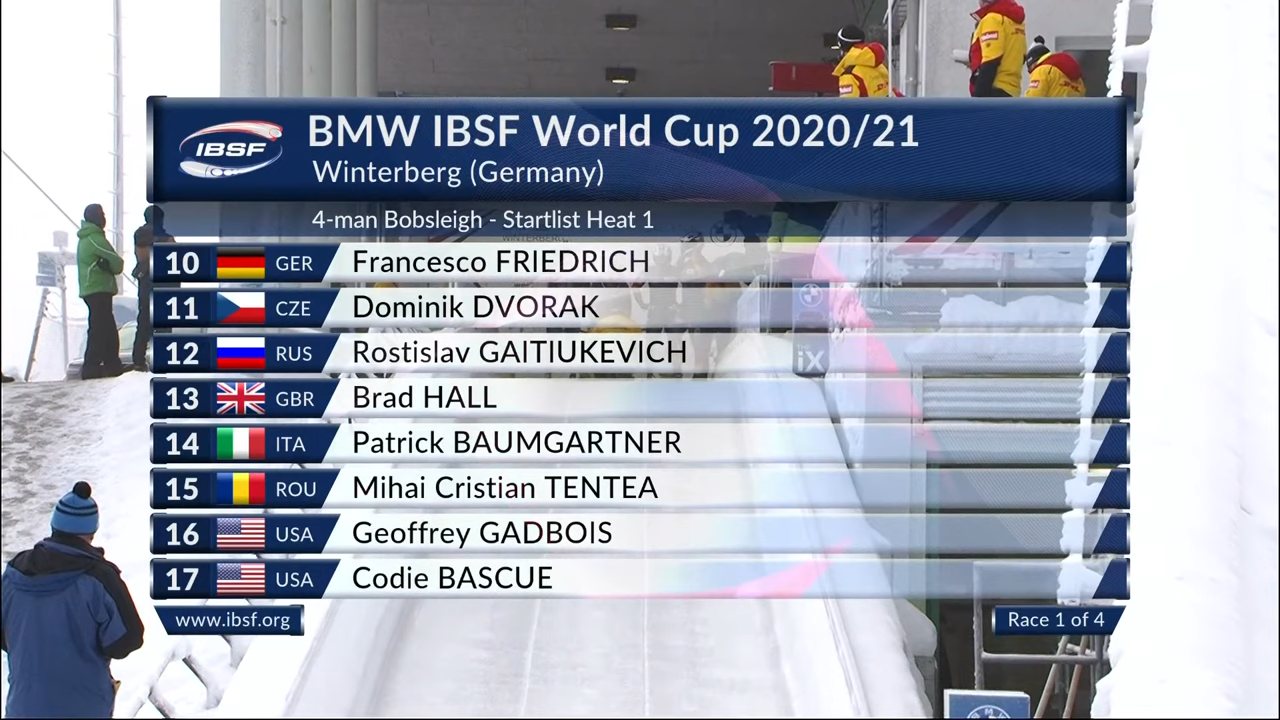 IBSF
BMW IBSF World Cup 2020/21
Winterberg (Germany)
4-man Bobsleigh - Startlist Heat 1
10 GER Francesco FRIEDRICH
11 CZE Dominik DVORAK
12 RUS Rostislav GAITIUKEVICH
13 GBR Brad HALL
14 ITA Patrick BAUMGARTNER
15 ROU Mihai Cristian TENTEA
16 USA Geoffrey GADBOIS
17 USA Codie BASCUE
THE
iX
www.ibsf.org
Race 1 of 4